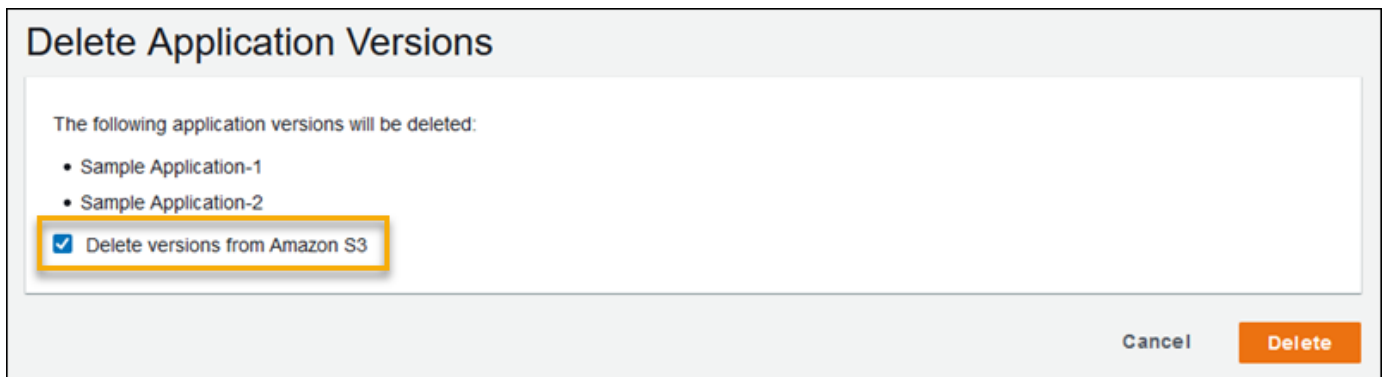 Delete Application Versions
The following application versions will be deleted:
• Sample Application-1
• Sample Application-2
Delete versions from Amazon S3
Cancel Delete